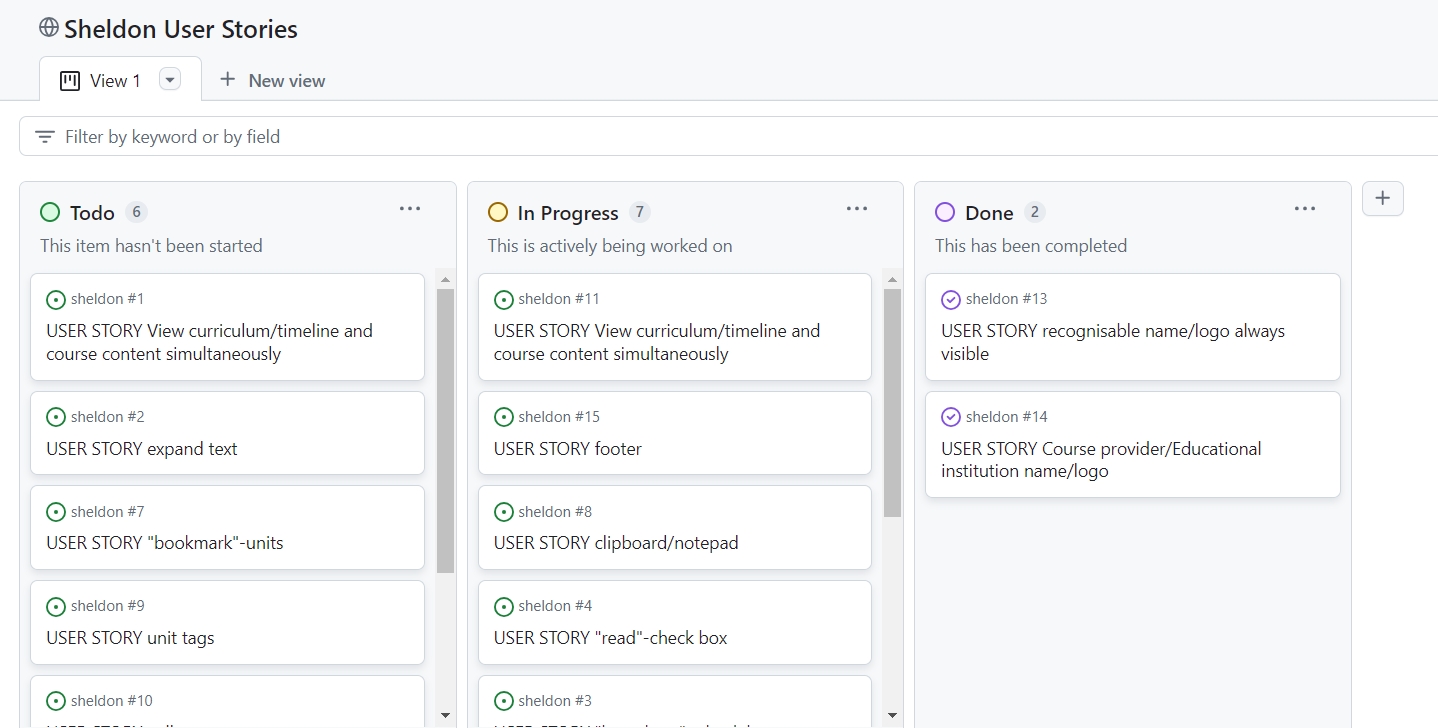 Sheldon User Stories
View 1
New view
Filter by keyword or by field
Todo 6
This item hasn't been started
sheldon #1
USER STORY View curriculum/timeline and
course content simultaneously
sheldon #2
USER STORY expand text
sheldon #7
USER STORY "bookmark"-units
sheldon #9
USER STORY unit tags
sheldon #10
USER STORY
In Progress 7
This is actively being worked on
sheldon #11
USER STORY View curriculum/timeline and
course content simultaneously
sheldon #15
USER STORY footer
sheldon #8
USER STORY clipboard/notepad
sheldon #4
USER STORY "read"-check box
sheldon #3
USER STORY
Done 2
This has been completed
sheldon #13
USER STORY recognisable name/logo always
visible
sheldon #14
USER STORY Course provider/Educational
institution name/logo